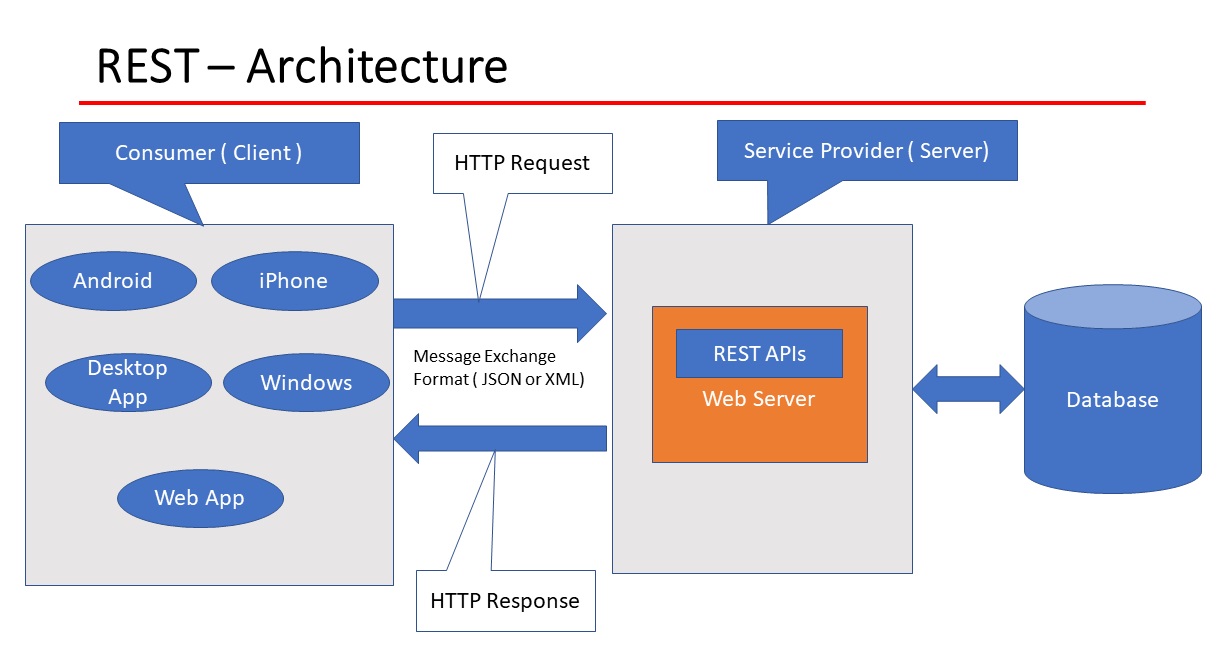 REST – Architecture
Consumer ( Client )
HTTP Request
Service Provider ( Server)
Android
iPhone
Desktop
App
Windows
Web App
Message Exchange
Format ( JSON or XML)
HTTP Response
REST APIs
Web Server
Database